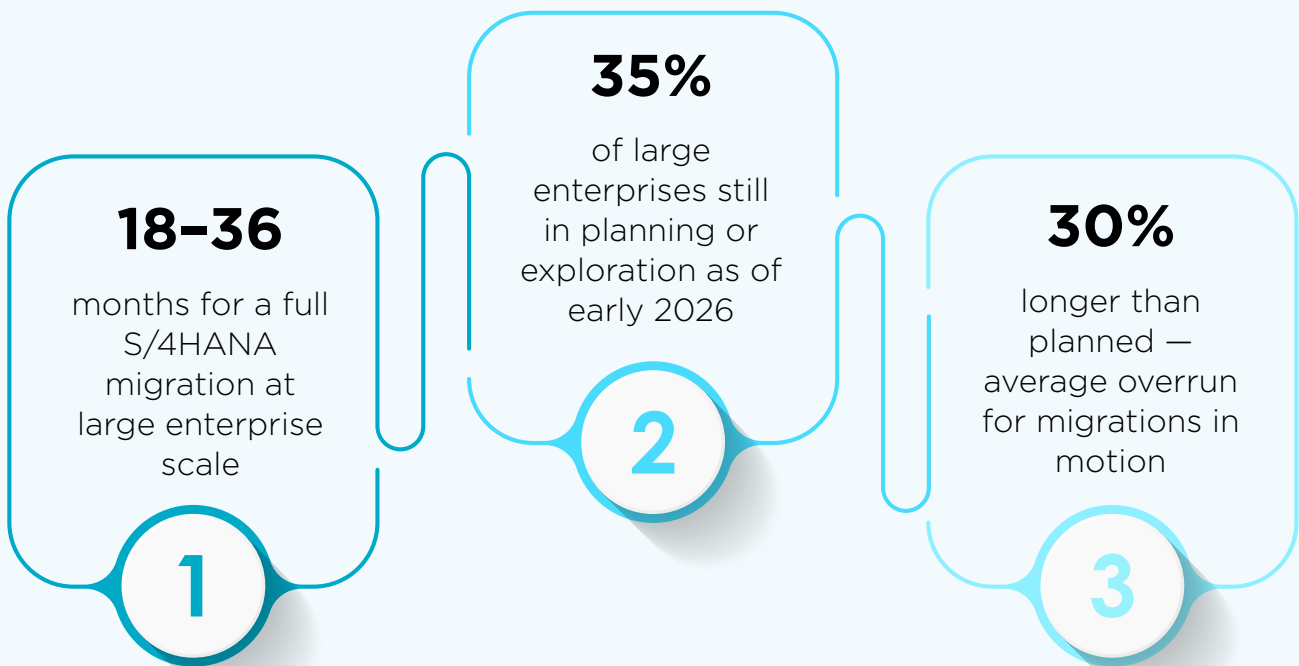 18–36
months for a full
S/4HANA
migration at
large enterprise
scale
1
35%
of large
enterprises still
in planning or
exploration as of
early 2026
2
30%
longer than
planned —
average overrun
for migrations in
motion
3